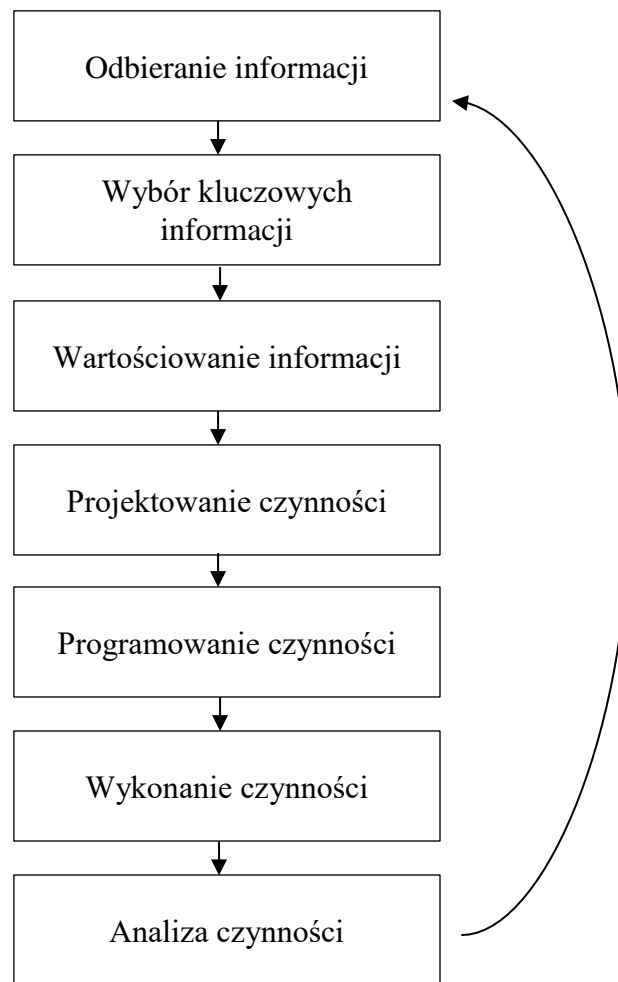 Odbieranie informacji
Wybór kluczowych
informacji
Wartościowanie informacji
Projektowanie czynności
Programowanie czynności
Wykonanie czynności
Analiza czynności